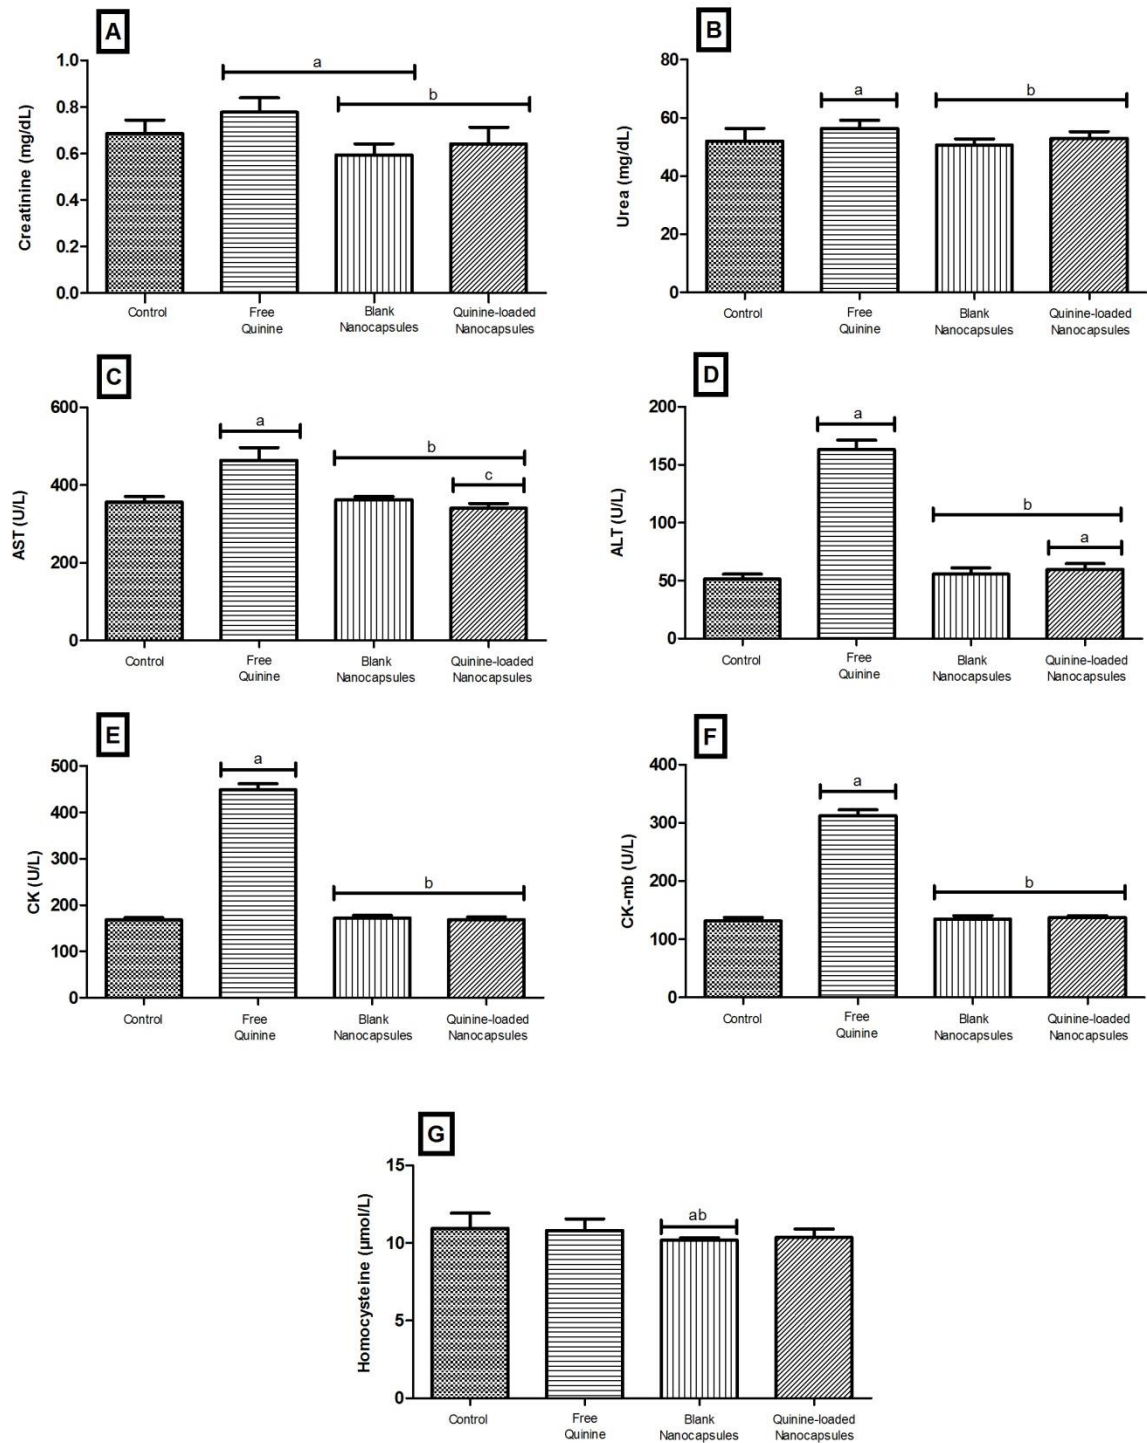 A
Creatinine (mg/dL)
1.0
0.8
0.6
0.4
0.2
0.0
a
b
Control
Free
Quinine
Blank
Nanocapsules
Quinine-loaded
Nanocapsules
B
Urea (mg/dL)
80
60
40
20
0
a
b
Control
Free
Quinine
Blank
Nanocapsules
Quinine-loaded
Nanocapsules
C
AST (U/L)
600
400
200
0
a
b
c
Control
Free
Quinine
Blank
Nanocapsules
Quinine-loaded
Nanocapsules
D
ALT (U/L)
200
150
100
50
0
a
b
a
Control
Free
Quinine
Blank
Nanocapsules
Quinine-loaded
Nanocapsules
E
CK (U/L)
500
400
300
200
100
0
a
b
Control
Free
Quinine
Blank
Nanocapsules
Quinine-loaded
Nanocapsules
F
CK-mb (U/L)
400
300
200
100
0
a
b
Control
Free
Quinine
Blank
Nanocapsules
Quinine-loaded
Nanocapsules
G
Homocysteine (µmol/L)
15
10
5
0
ab
Control
Free
Quinine
Blank
Nanocapsules
Quinine-loaded
Nanocapsules